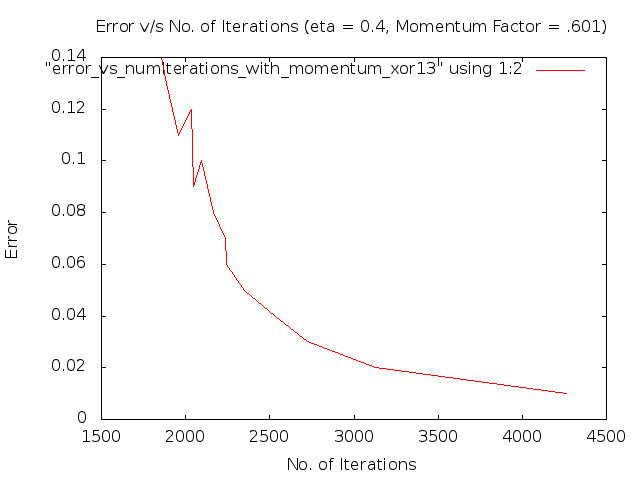 Error v/s No. of Iterations (eta = 0.4, Momentum Factor = .601)
"error_vs_numiterations_with_momentum_xor13" using 1:2
0.14
0.12
0.1
0.08
0.06
0.04
0.02
0
Error
1500 2000 2500 3000 3500 4000 4500
No. of Iterations